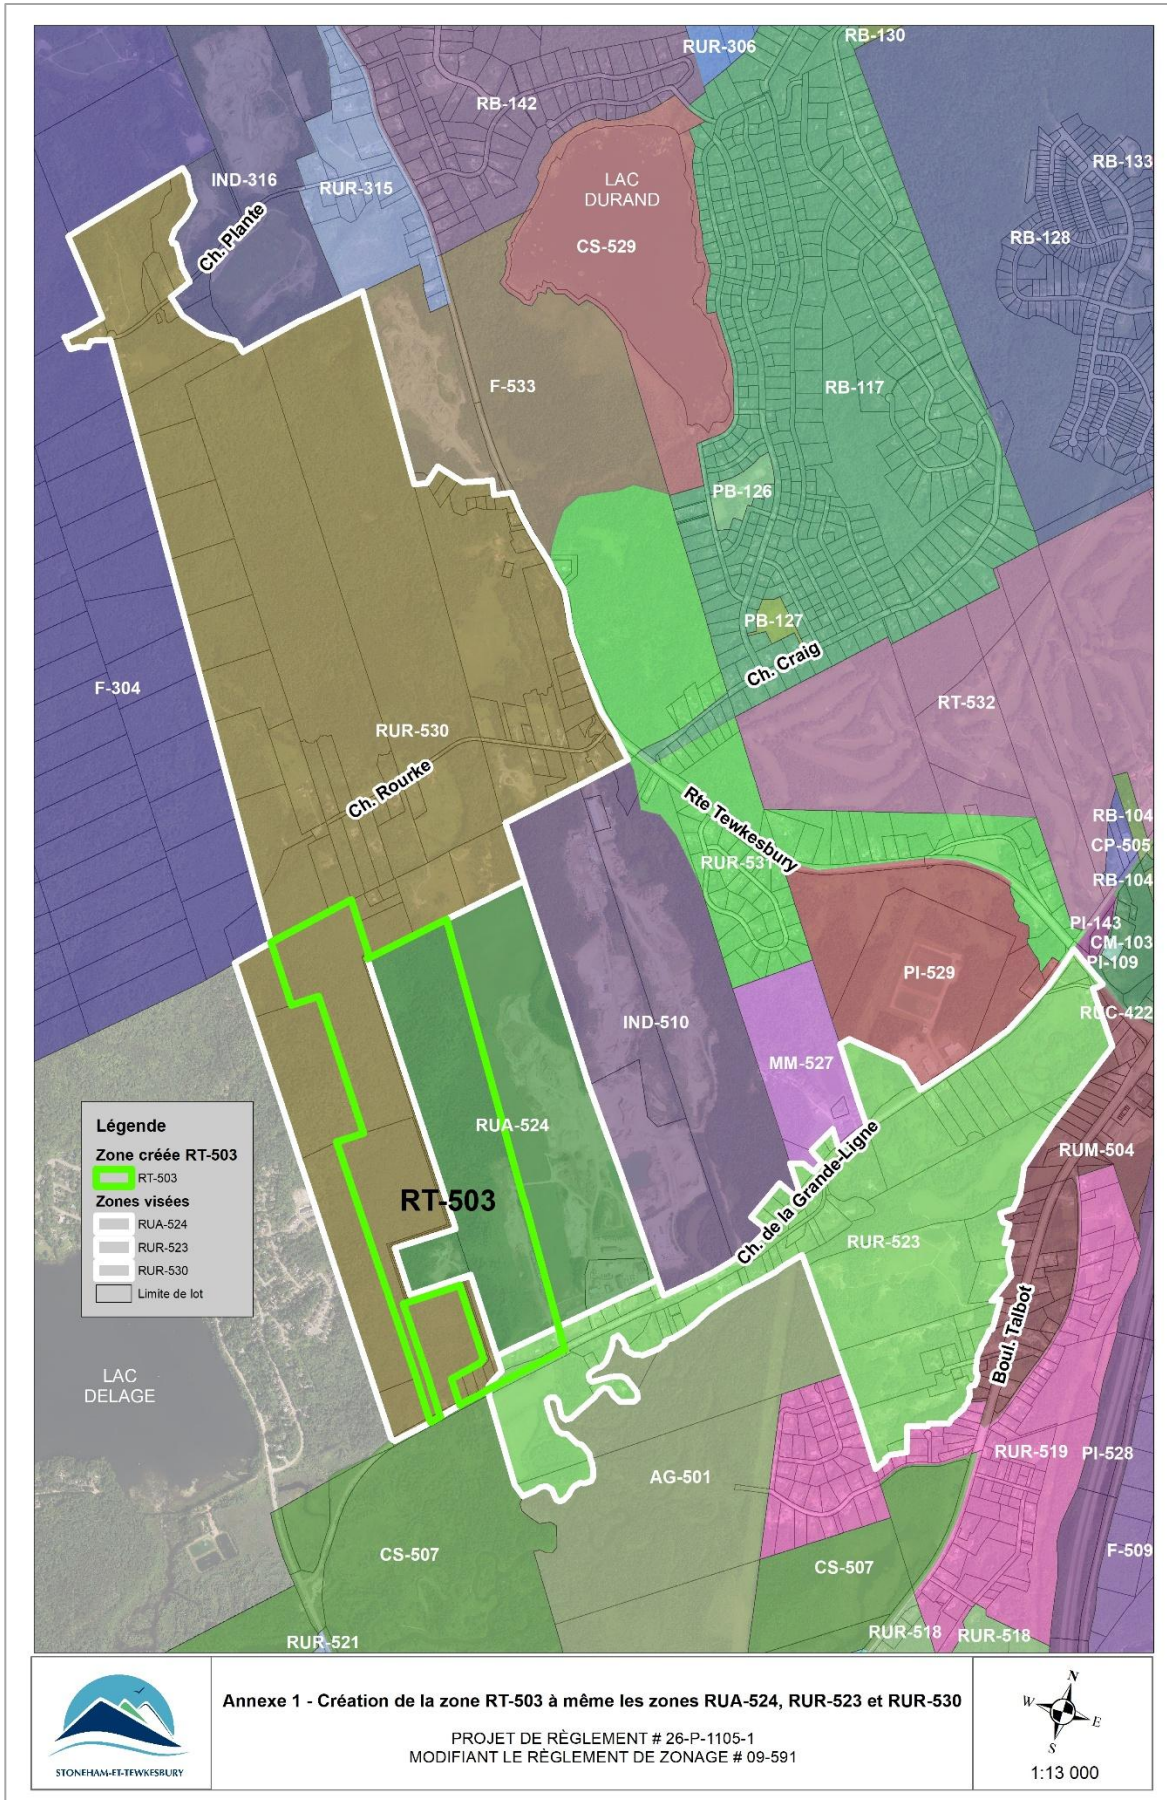 RB-130
RUR-306
RB-142
RB-133
IND-316
RUR-315
LAC
DURAND
RB-128
Ch. Plante
CS-529
F-533
RB-117
PB-126
PB-127
Ch. Craig
F-304
RT-532
RUR-530
Ch. Rourke
Rte Tewkesbury
RB-104
CP-505
RUR-531
RB-104
PI-143
CM-103
PI-109
PI-529
RUC-422
IND-510
MM-527
Légende
Zone créée RT-503
RT-503
Zones visées
RUA-524
RUR-523
RUR-530
Limite de lot
RUA-524
RUM-504
RT-503
Ch. de la Grande-Ligne
RUR-523
Boul. Talbot
LAC
DELAGE
RUR-519
PI-528
AG-501
CS-507
CS-507
F-509
RUR-521
RUR-518
RUR-518
STONEHAM-ET-TEWKESBURY
Annexe 1 - Création de la zone RT-503 à même les zones RUA-524, RUR-523 et RUR-530
PROJET DE RÈGLEMENT # 26-P-1105-1
MODIFIANT LE RÈGLEMENT DE ZONAGE # 09-591
N
W
E
S
1:13 000